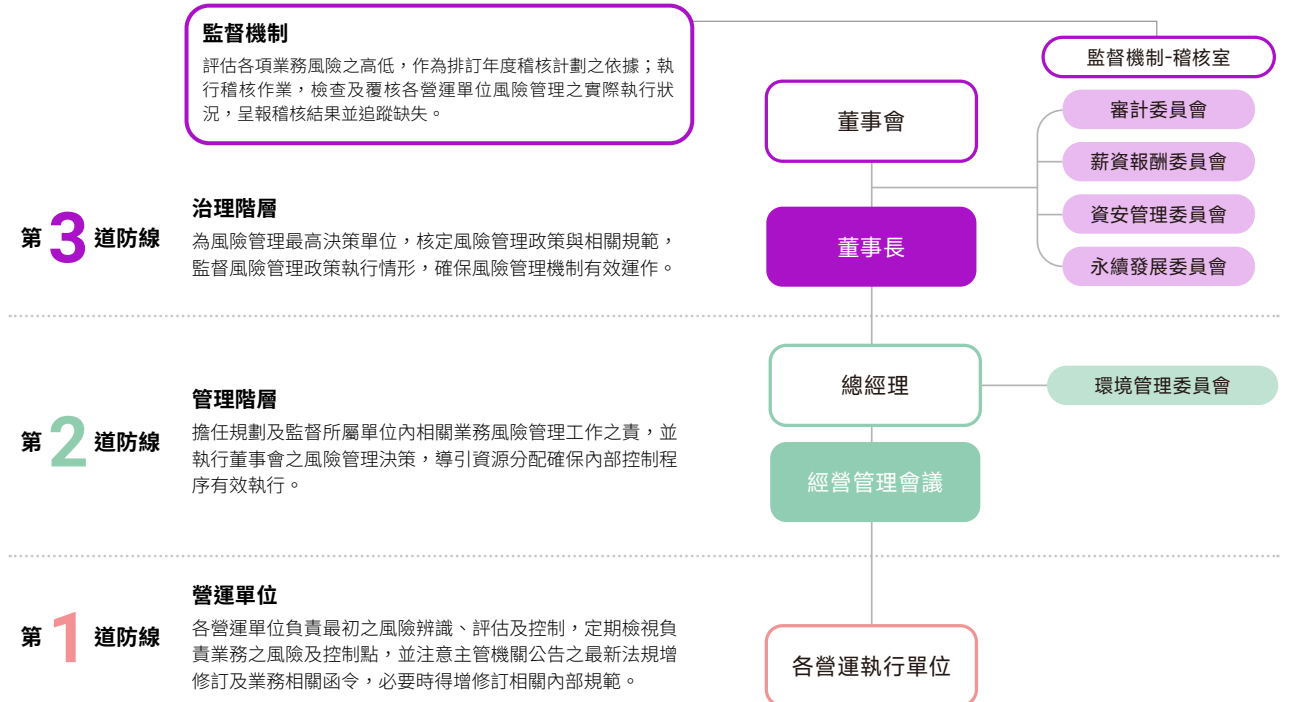 監督機制
評估各項業務風險之高低，作為排訂年度稽核計劃之依據；執
行稽核作業，檢查及覆核各營運單位風險管理之實際執行狀
況，呈報稽核結果並追蹤缺失。
監督機制-稽核室
董事會
審計委員會
薪資報酬委員會
資安管理委員會
永續發展委員會
第3道防線
治理階層
為風險管理最高決策單位，核定風險管理政策與相關規範，
監督風險管理政策執行情形，確保風險管理機制有效運作。
董事長
第2道防線
管理階層
擔任規劃及監督所屬單位內相關業務風險管理工作之責，並
執行董事會之風險管理決策，導引資源分配確保內部控制程
序有效執行。
總經理
環境管理委員會
經營管理會議
第1道防線
營運單位
各營運單位負責最初之風險辨識、評估及控制，定期檢視負
責業務之風險及控制點，並注意主管機關公告之最新法規增
修訂及業務相關函令，必要時得增修訂相關內部規範。
各營運執行單位